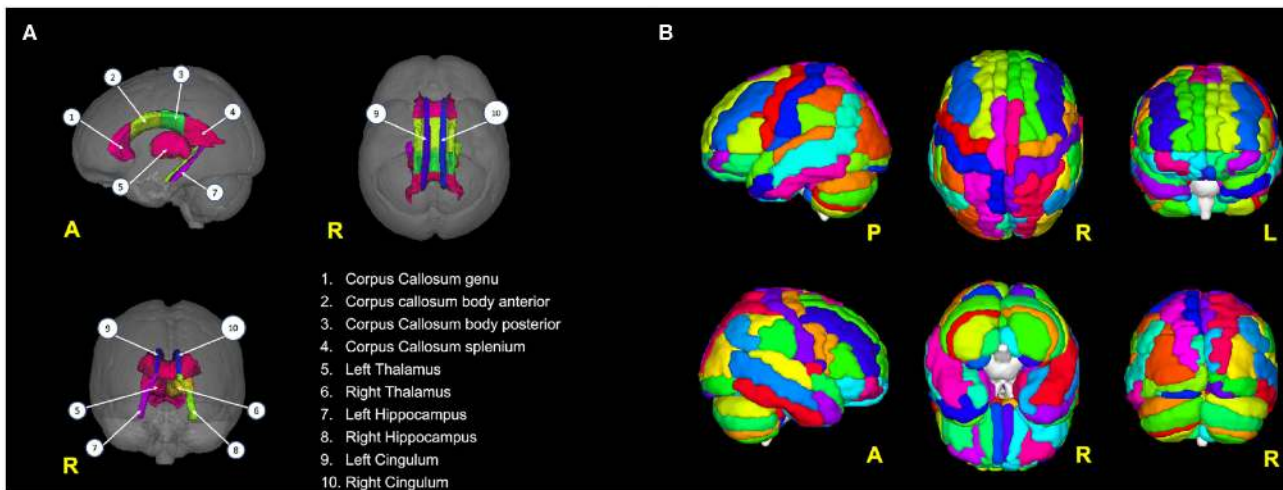 A
B
2
3
1
4
5
7
A
9
10
R
P
R
L
9
10
5
6
7
8
R
1. Corpus Callosum genu
2. Corpus callosum body anterior
3. Corpus Callosum body posterior
4. Corpus Callosum splenium
5. Left Thalamus
6. Right Thalamus
7. Left Hippocampus
8. Right Hippocampus
9. Left Cingulum
10. Right Cingulum
A
R
R